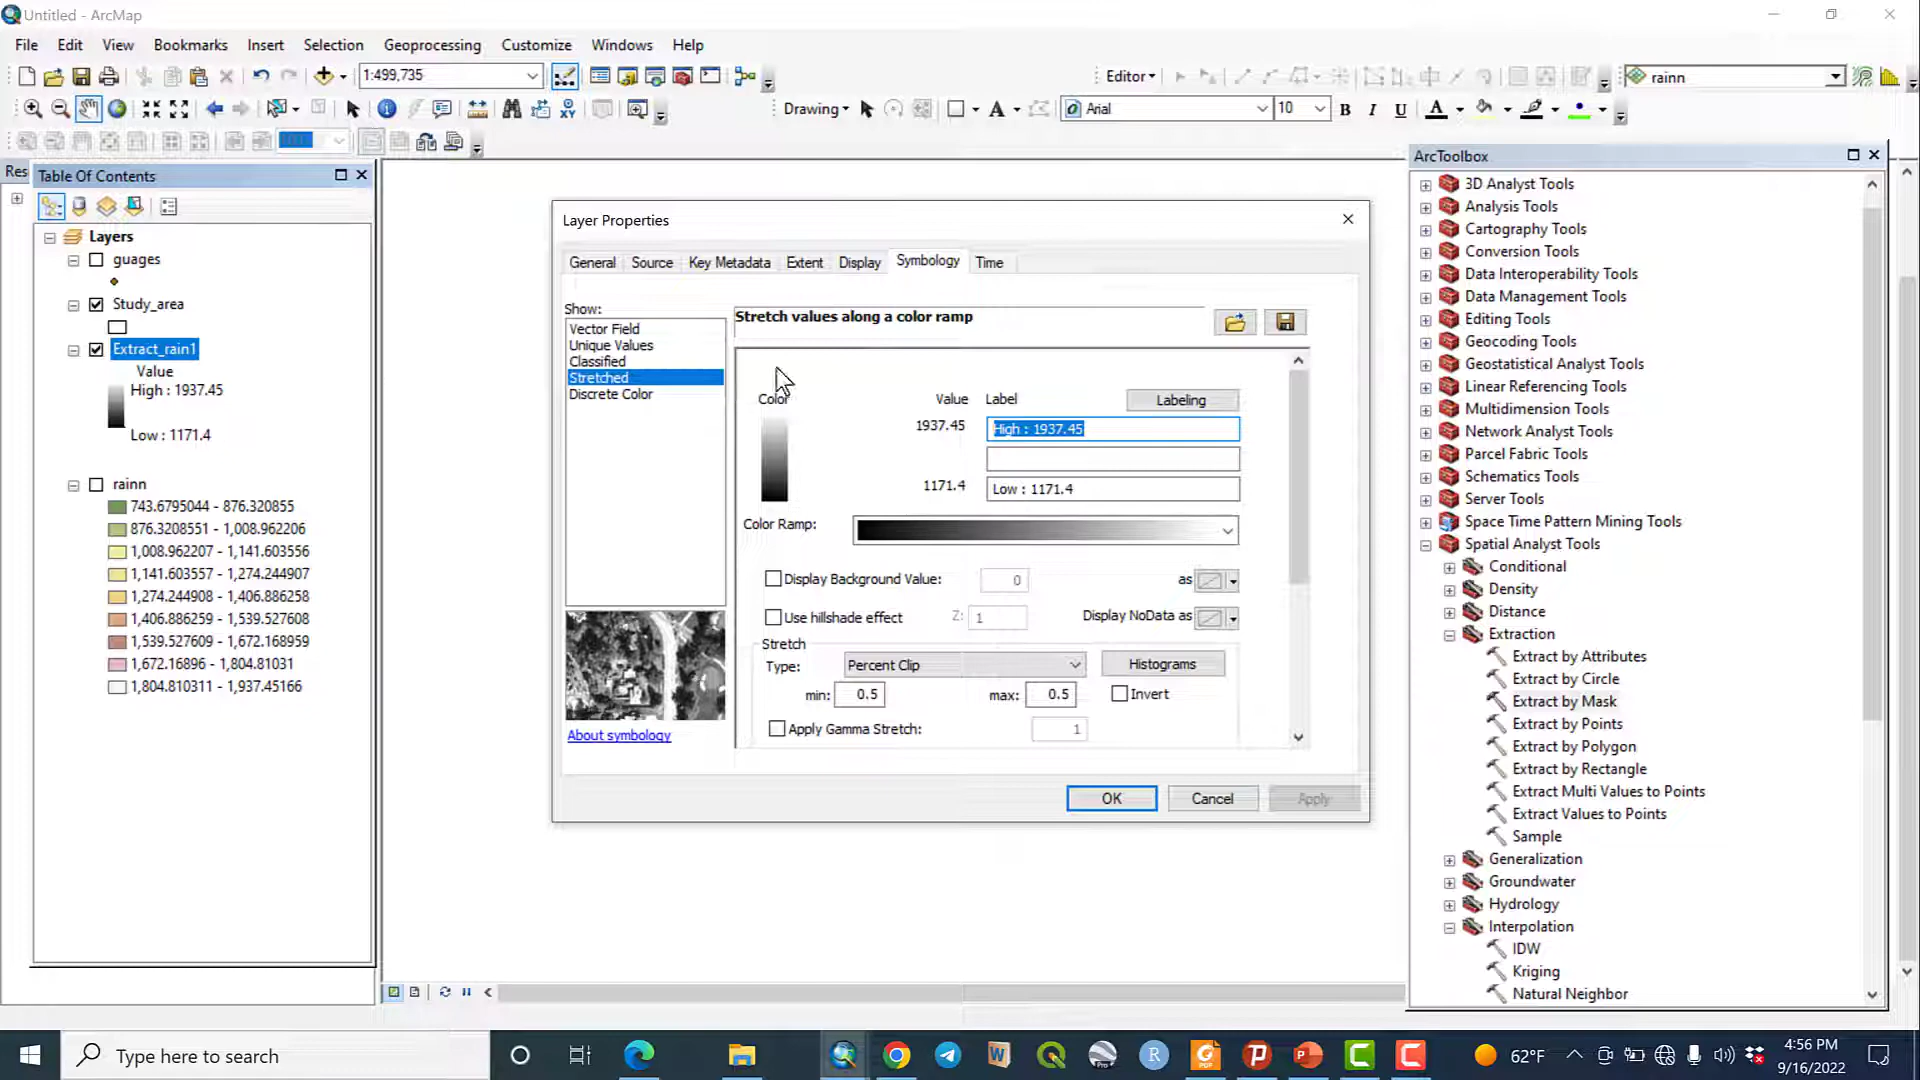 Untitled - ArcMap
File Edit View Bookmarks Insert Selection Geoprocessing Customize Windows Help
1:499,735 Editor rainn
Drawing A Arial 10 B I U A
Res
Table Of Contents
Layers
guages
Study_area
Extract_rain1
Value
High : 1937.45
Low : 1171.4
rainn
743.6795044 - 876.320855
876.3208551 - 1,008.962206
1,008.962207 - 1,141.603556
1,141.603557 - 1,274.244907
1,274.244908 - 1,406.886258
1,406.886259 - 1,539.527608
1,539.527609 - 1,672.168959
1,672.16896 - 1,804.81031
1,804.810311 - 1,937.45166
Layer Properties
General Source Key Metadata Extent Display Symbology Time
Show:
Vector Field
Unique Values
Classified
Stretched
Discrete Color
About symbology
Stretch values along a color ramp
Color Value Label Labeling
1937.45 High : 1937.45
1171.4 Low : 1171.4
Color Ramp:
Display Background Value: 0 as
Use hillshade effect Z: 1 Display NoData as
Stretch
Type: Percent Clip Histograms
min: 0.5 max: 0.5 Invert
Apply Gamma Stretch: 1
OK Cancel Apply
ArcToolbox
3D Analyst Tools
Analysis Tools
Cartography Tools
Conversion Tools
Data Interoperability Tools
Data Management Tools
Editing Tools
Geocoding Tools
Geostatistical Analyst Tools
Linear Referencing Tools
Multidimension Tools
Network Analyst Tools
Parcel Fabric Tools
Schematics Tools
Server Tools
Space Time Pattern Mining Tools
Spatial Analyst Tools
Conditional
Density
Distance
Extraction
Extract by Attributes
Extract by Circle
Extract by Mask
Extract by Points
Extract by Polygon
Extract by Rectangle
Extract Multi Values to Points
Extract Values to Points
Sample
Generalization
Groundwater
Hydrology
Interpolation
IDW
Kriging
Natural Neighbor
Type here to search
62°F
4:56 PM
9/16/2022